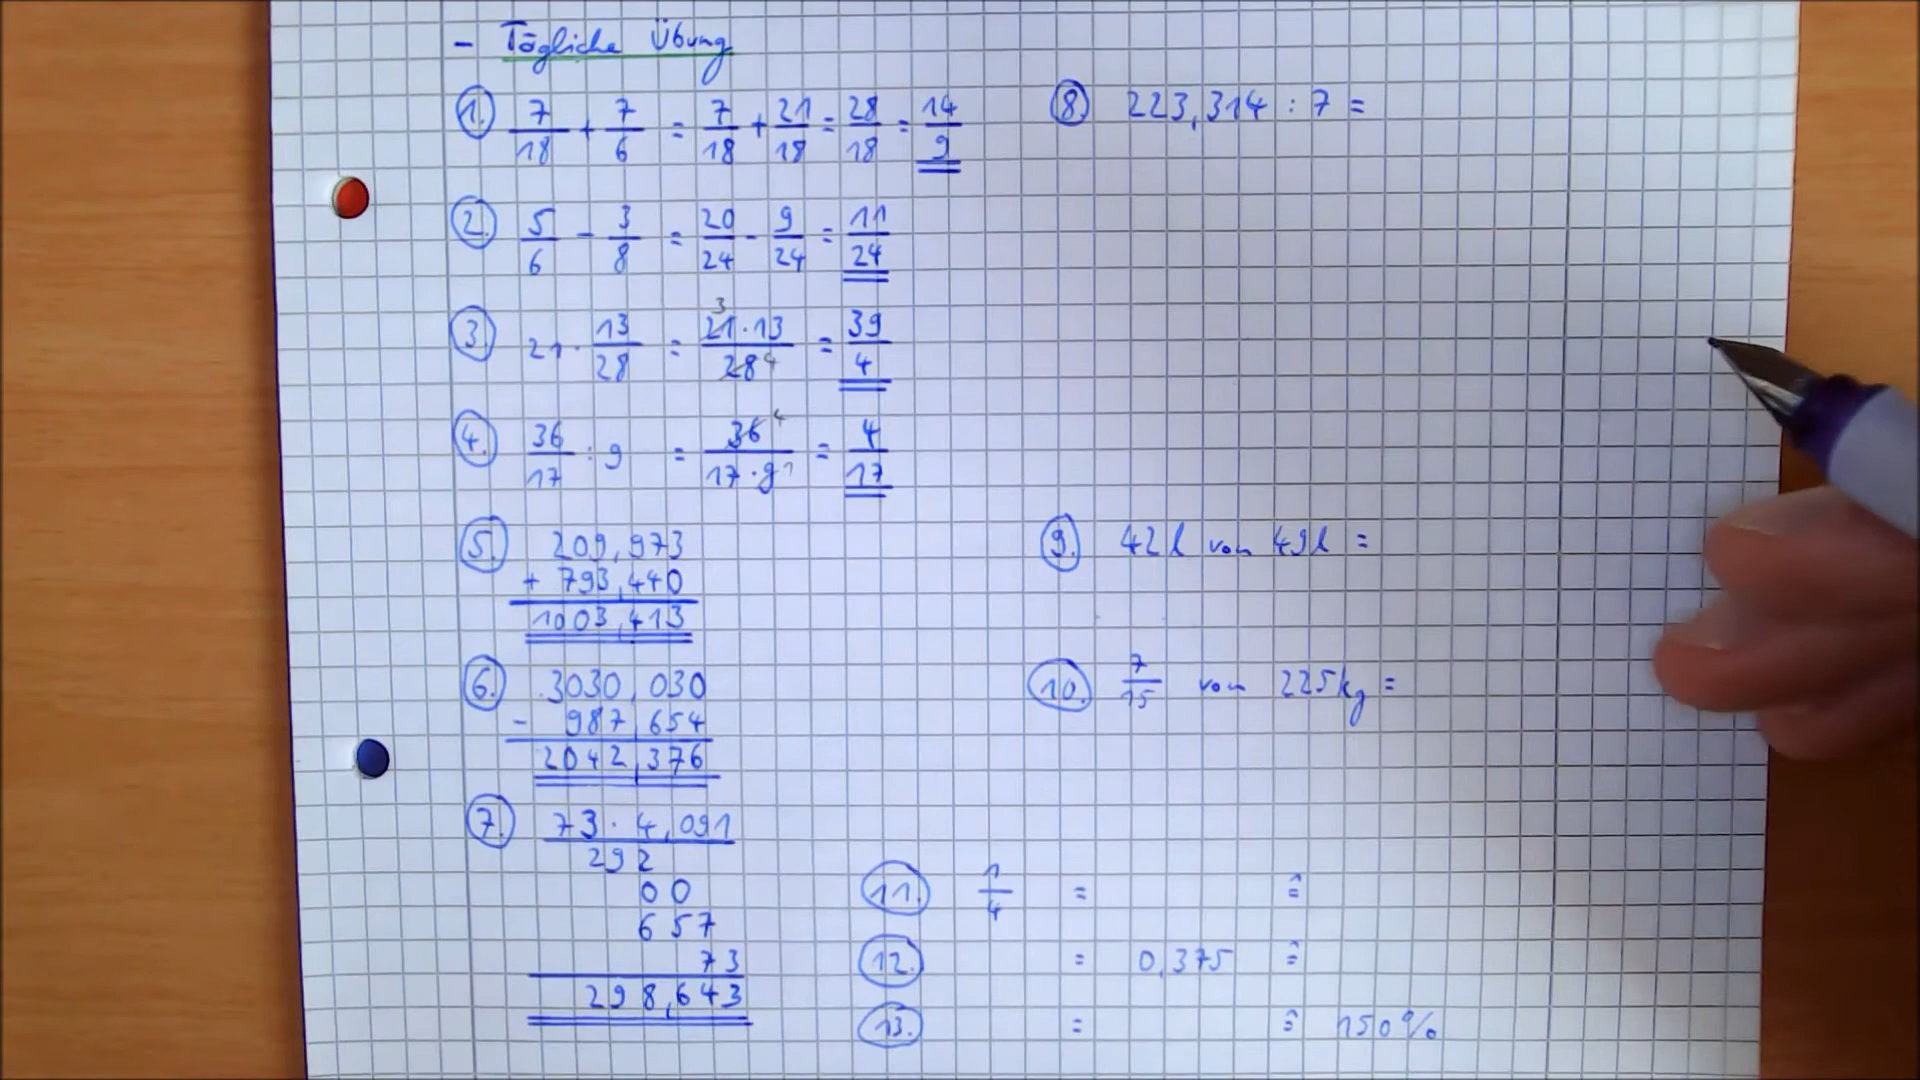 - Tägliche Übung
1. 7/18 + 7/6 = 7/18 + 21/18 = 28/18 = 14/9
2. 5/6 - 3/8 = 20/24 - 9/24 = 11/24
3. 21 · 13/28 = 21·13/28 3 4 = 39/4
4. 36/17 : 9 = 36/17·9 4 1 = 4/17
5. 209,973
+ 793,440
1003,413
6. 3030,030
- 987,654
2042,376
7. 73 · 4,091
292
00
657
73
298,643
8. 223,314 : 7 =
9. 42l von 49l =
10. 7/15 von 225kg =
11. 1/4 = ≙
12. = 0,375 ≙
13. = ≙ 150%